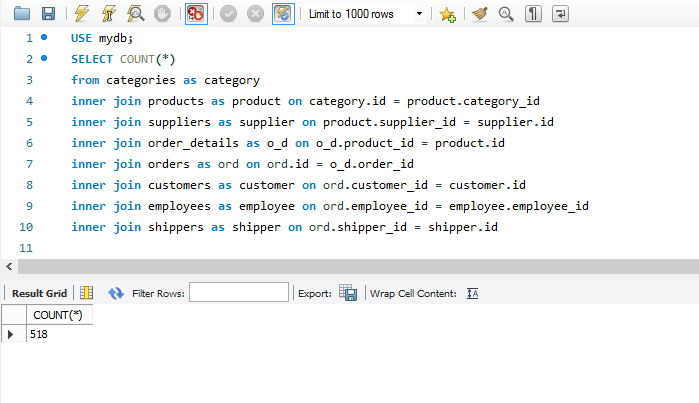 Limit to 1000 rows
1 USE mydb;
2 SELECT COUNT(*)
3 from categories as category
4 inner join products as product on category.id = product.category_id
5 inner join suppliers as supplier on product.supplier_id = supplier.id
6 inner join order_details as o_d on o_d.product_id = product.id
7 inner join orders as ord on ord.id = o_d.order_id
8 inner join customers as customer on ord.customer_id = customer.id
9 inner join employees as employee on ord.employee_id = employee.employee_id
10 inner join shippers as shipper on ord.shipper_id = shipper.id
11
Result Grid Filter Rows: Export: Wrap Cell Content:
COUNT(*)
518